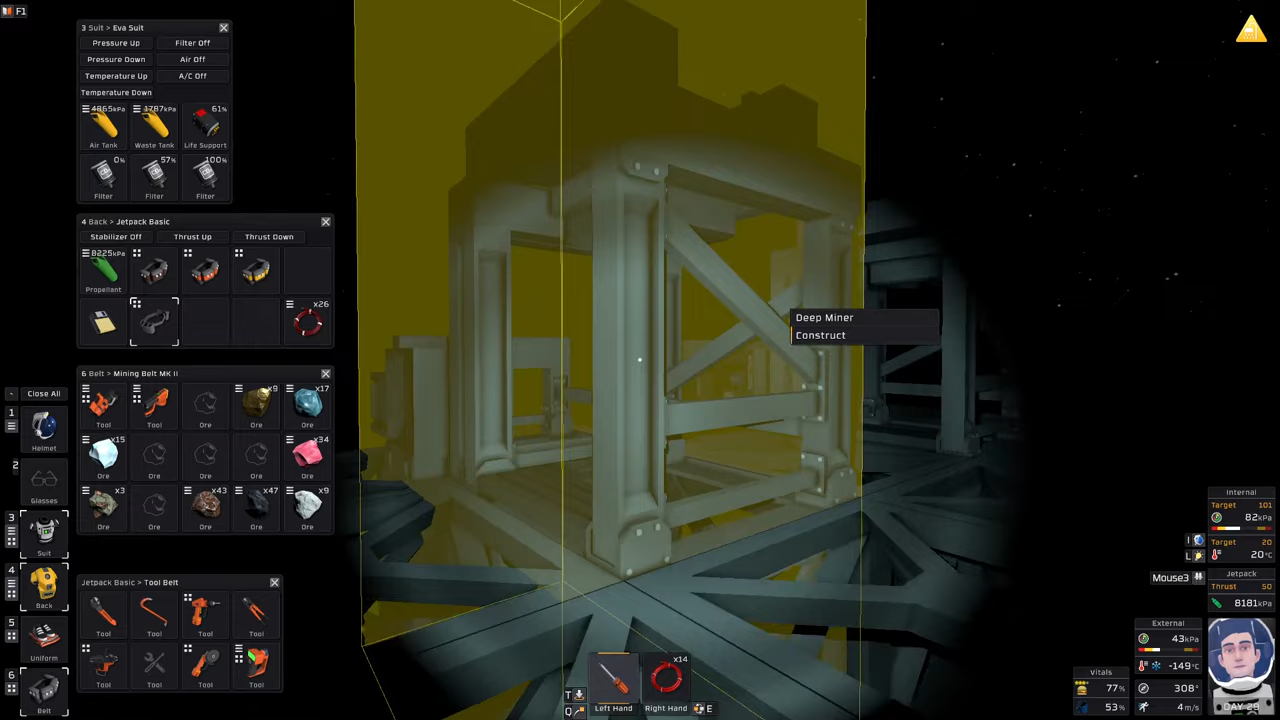 F1
3 Suit > Eva Suit
Pressure Up Filter Off
Pressure Down Air Off
Temperature Up A/C Off
Temperature Down
4865kPa 1787kPa 61%
Air Tank Waste Tank Life Support
0% 57% 100%
Filter Filter Filter
4 Back > Jetpack Basic
Stabilizer Off Thrust Up Thrust Down
8225kPa
Propellant
x26
6 Belt > Mining Belt MK II
x9 x17
Tool Tool Ore Ore Ore
x15 x34
Ore Ore Ore Ore Ore
x3 x43 x47 x9
Ore Ore Ore Ore Ore
- Close All
1
Helmet
2
Glasses
3
Suit
4
Back
5
Uniform
6
Belt
Jetpack Basic > Tool Belt
Tool Tool Tool Tool
Tool Tool Tool Tool
Deep Miner
Construct
x14
T
Q Left Hand Right Hand E
Internal
Target 101
82kPa
Target 20
20°C
I
L
Mouse3
Jetpack
Thrust 50
8181kPa
External
43kPa
-149°C
308°
4 m/s
Vitals
77%
53%
DAY 29